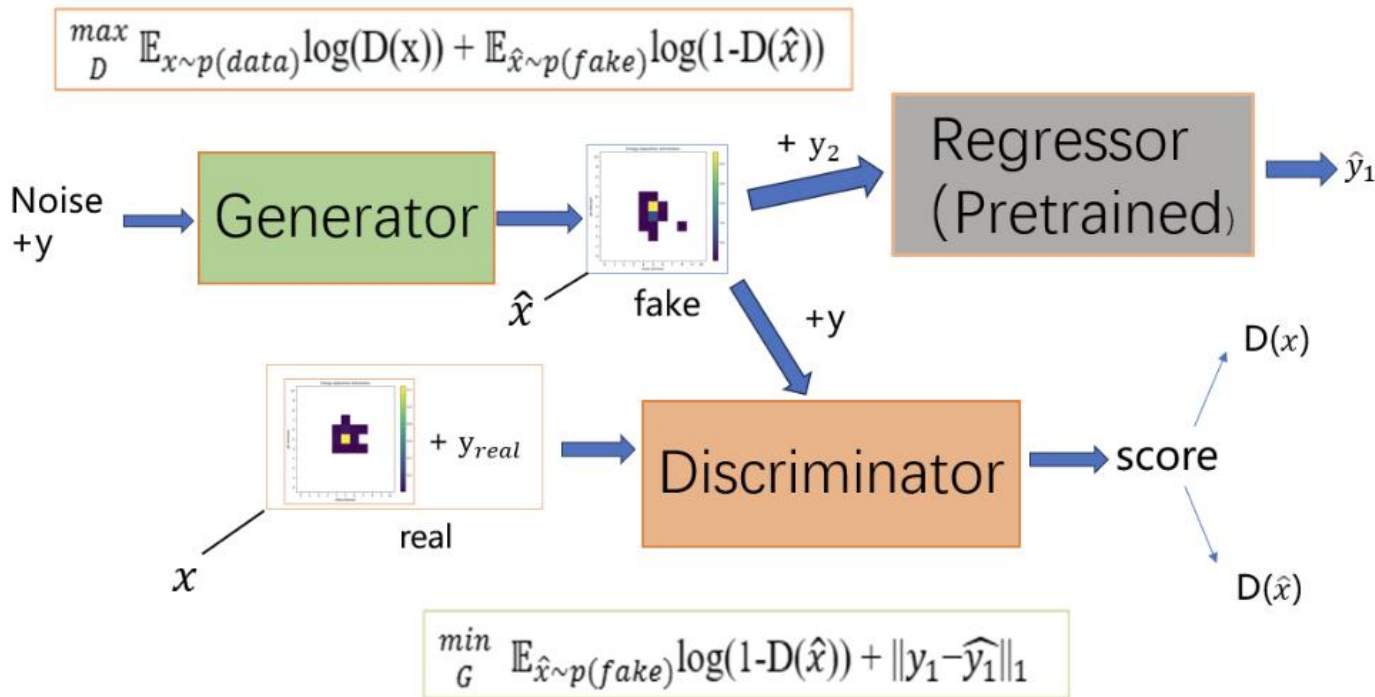 max
D 𝔼x~p(data)log(D(x)) + 𝔼x̂~p(fake)log(1-D(x̂))
Noise
+y
Generator
+ y₂
Regressor
(Pretrained)
ŷ₁
x̂
fake
+y
D(x)
+ y_real
Discriminator
score
real
x
D(x̂)
min
G 𝔼x̂~p(fake)log(1-D(x̂)) + ‖y₁-ŷ₁‖₁